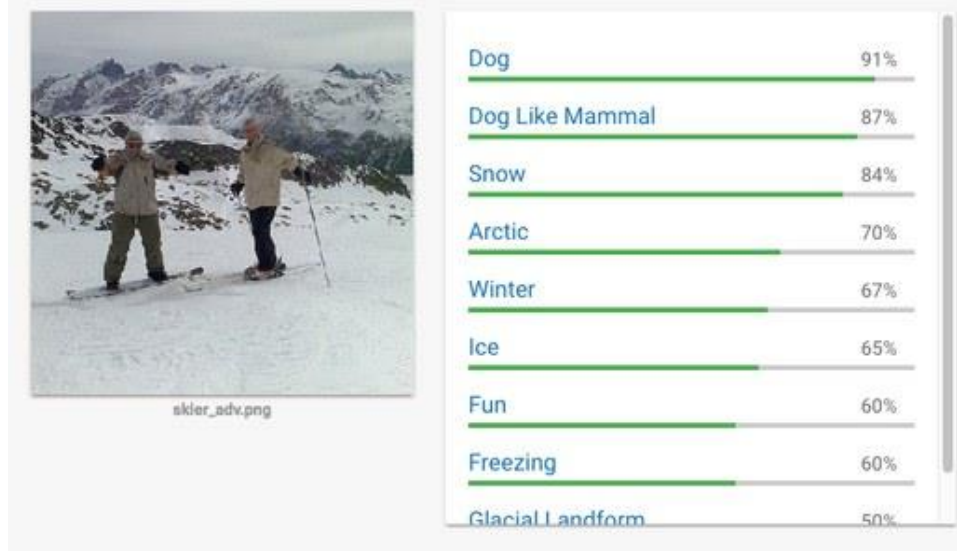 Dog 91%
Dog Like Mammal 87%
Snow 84%
Arctic 70%
Winter 67%
Ice 65%
Fun 60%
Freezing 60%
Glacial Landform 50%
skier_adv.png